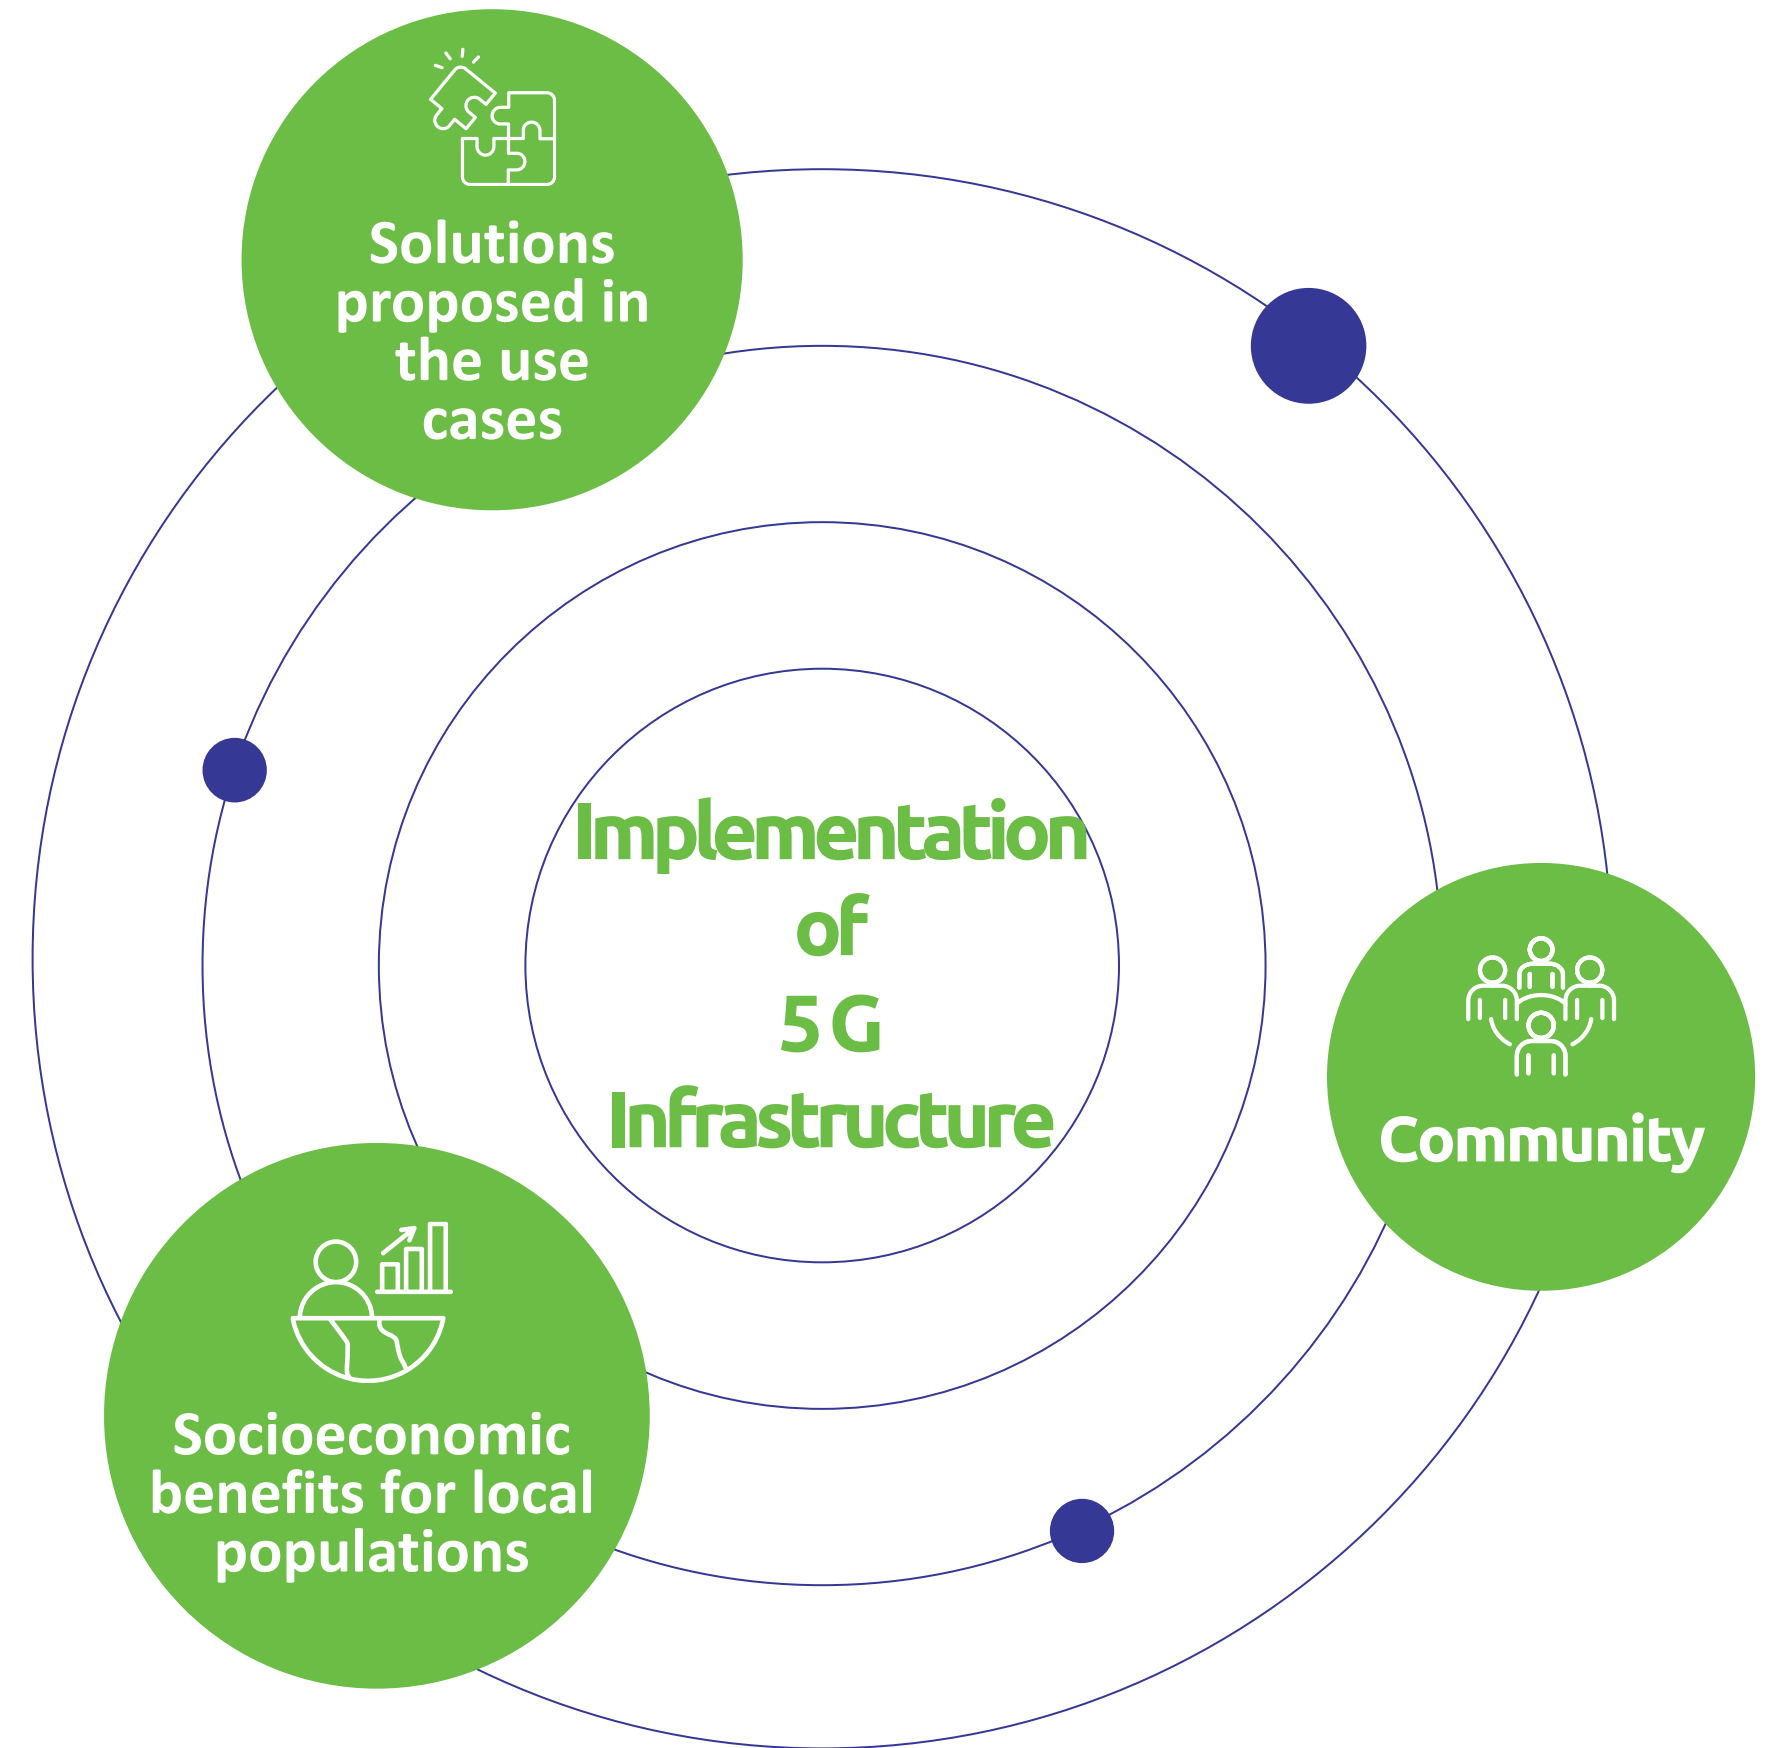 Solutions
proposed in
the use
cases
Implementation
of
5G
Infrastructure
Community
Socioeconomic
benefits for local
populations